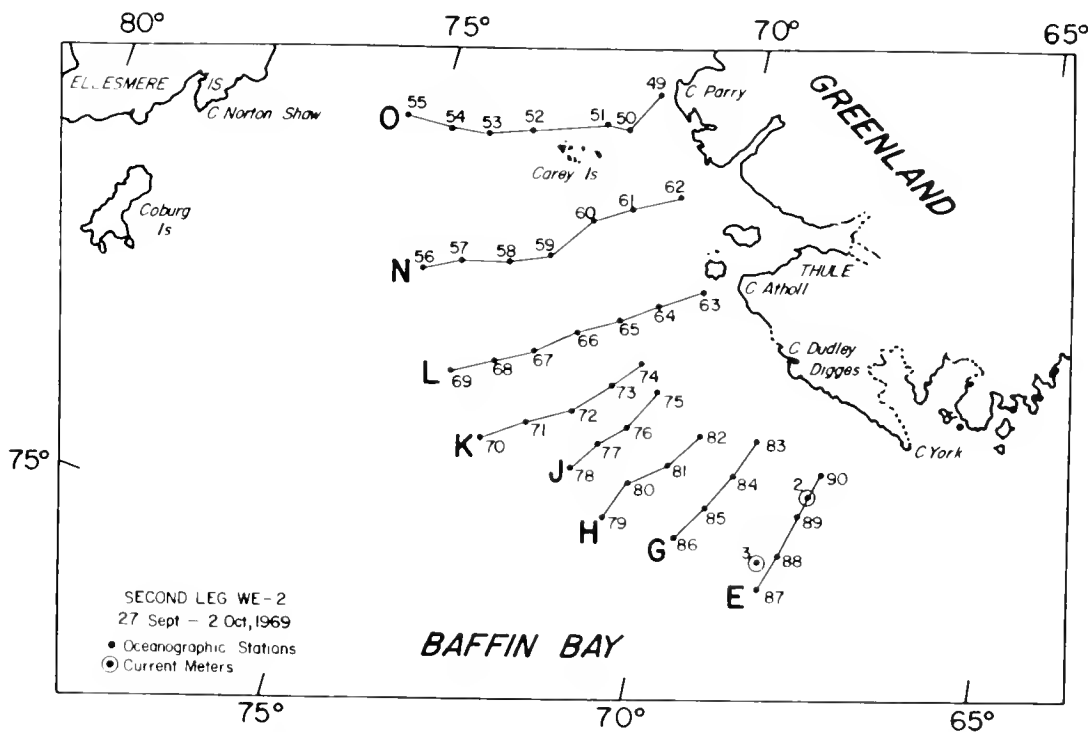 80° 75° 70° 65°
ELLESMERE IS.
C Norton Shaw
Coburg
Is
GREENLAND
C Parry
O 55 54 53 52 51 50 49
Carey Is
N 56 57 58 59 60 61 62
THULE
C Atholl
L 69 68 67 66 65 64 63
C Dudley
Digges
C York
K 70 71 72 73 74
J 78 77 76 75
75°
H 79 80 81 82
G 86 85 84 83
E 87 88 89 90
2
3
SECOND LEG WE-2
27 Sept – 2 Oct, 1969
Oceanographic Stations
Current Meters
BAFFIN BAY
75° 70° 65°